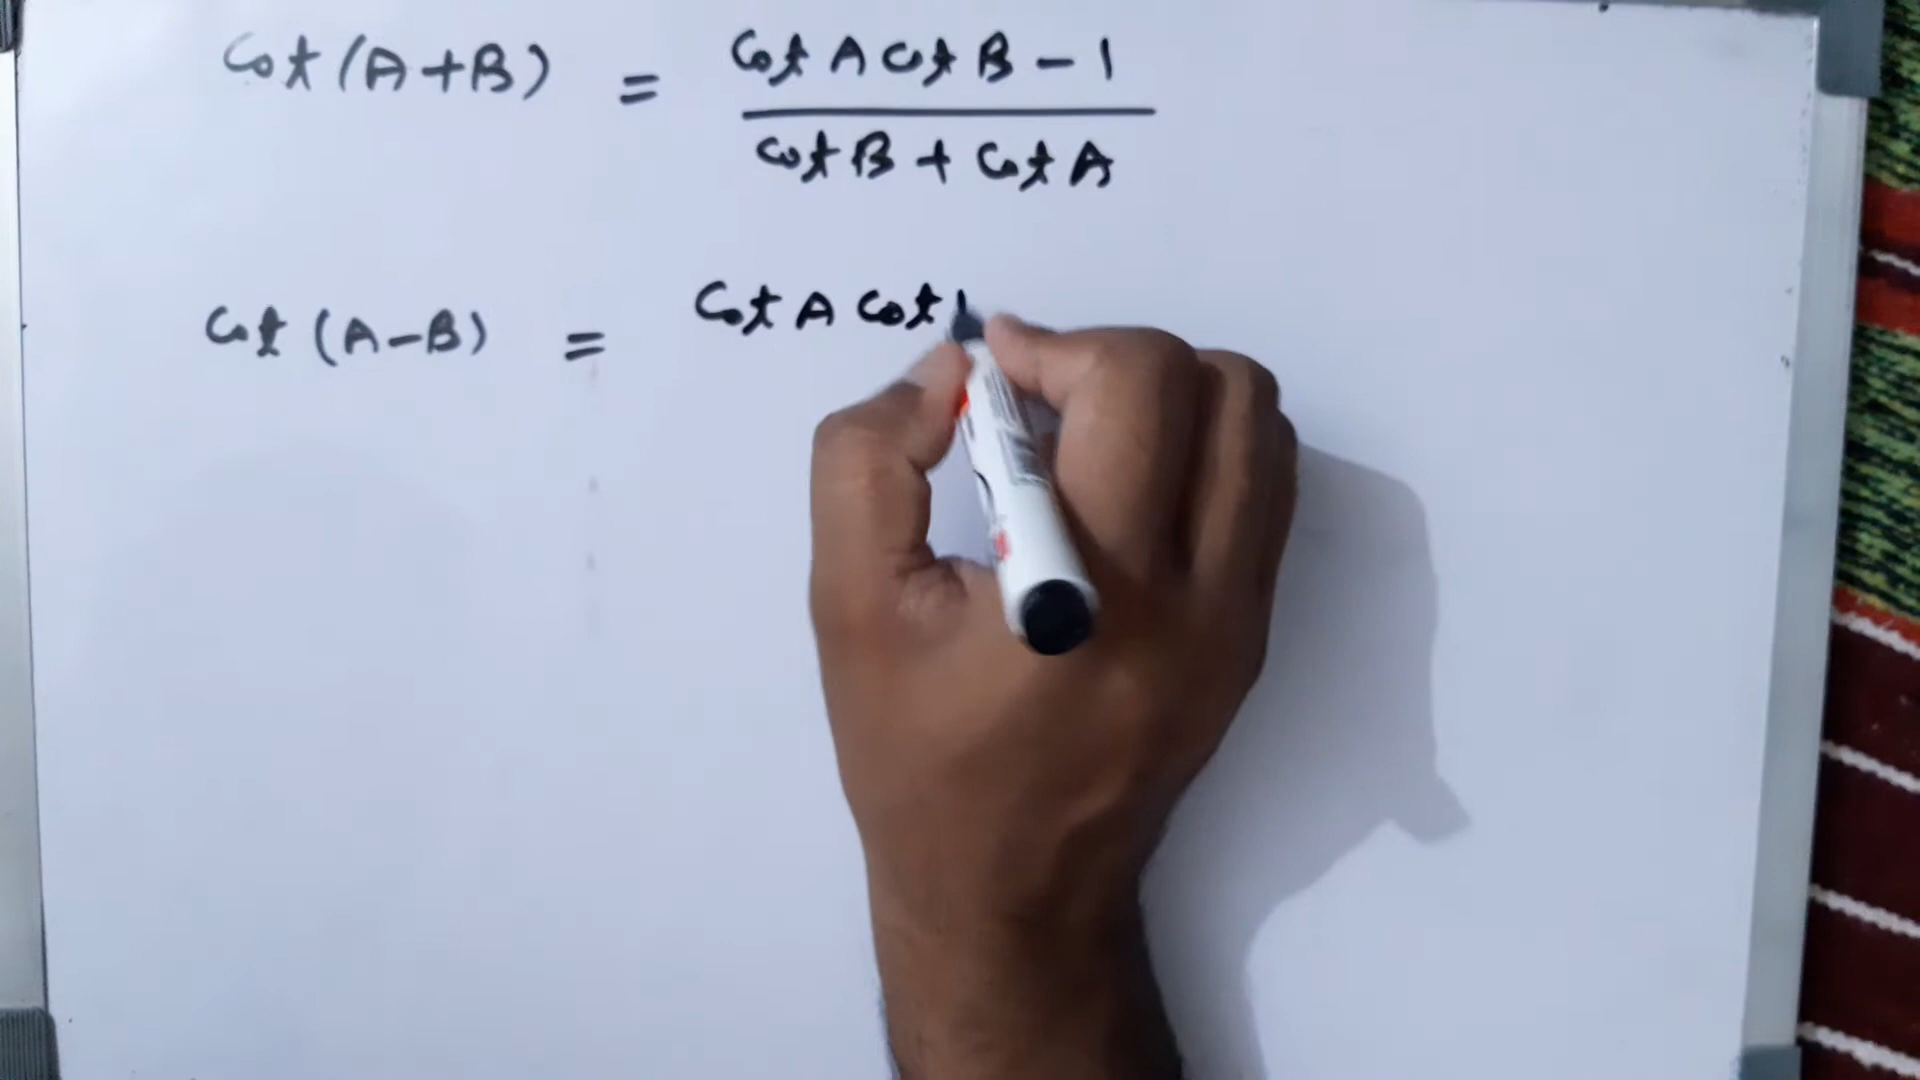 Cot (A+B) = Cot A Cot B - 1
Cot B + Cot A
Cot (A-B) = Cot A Cot